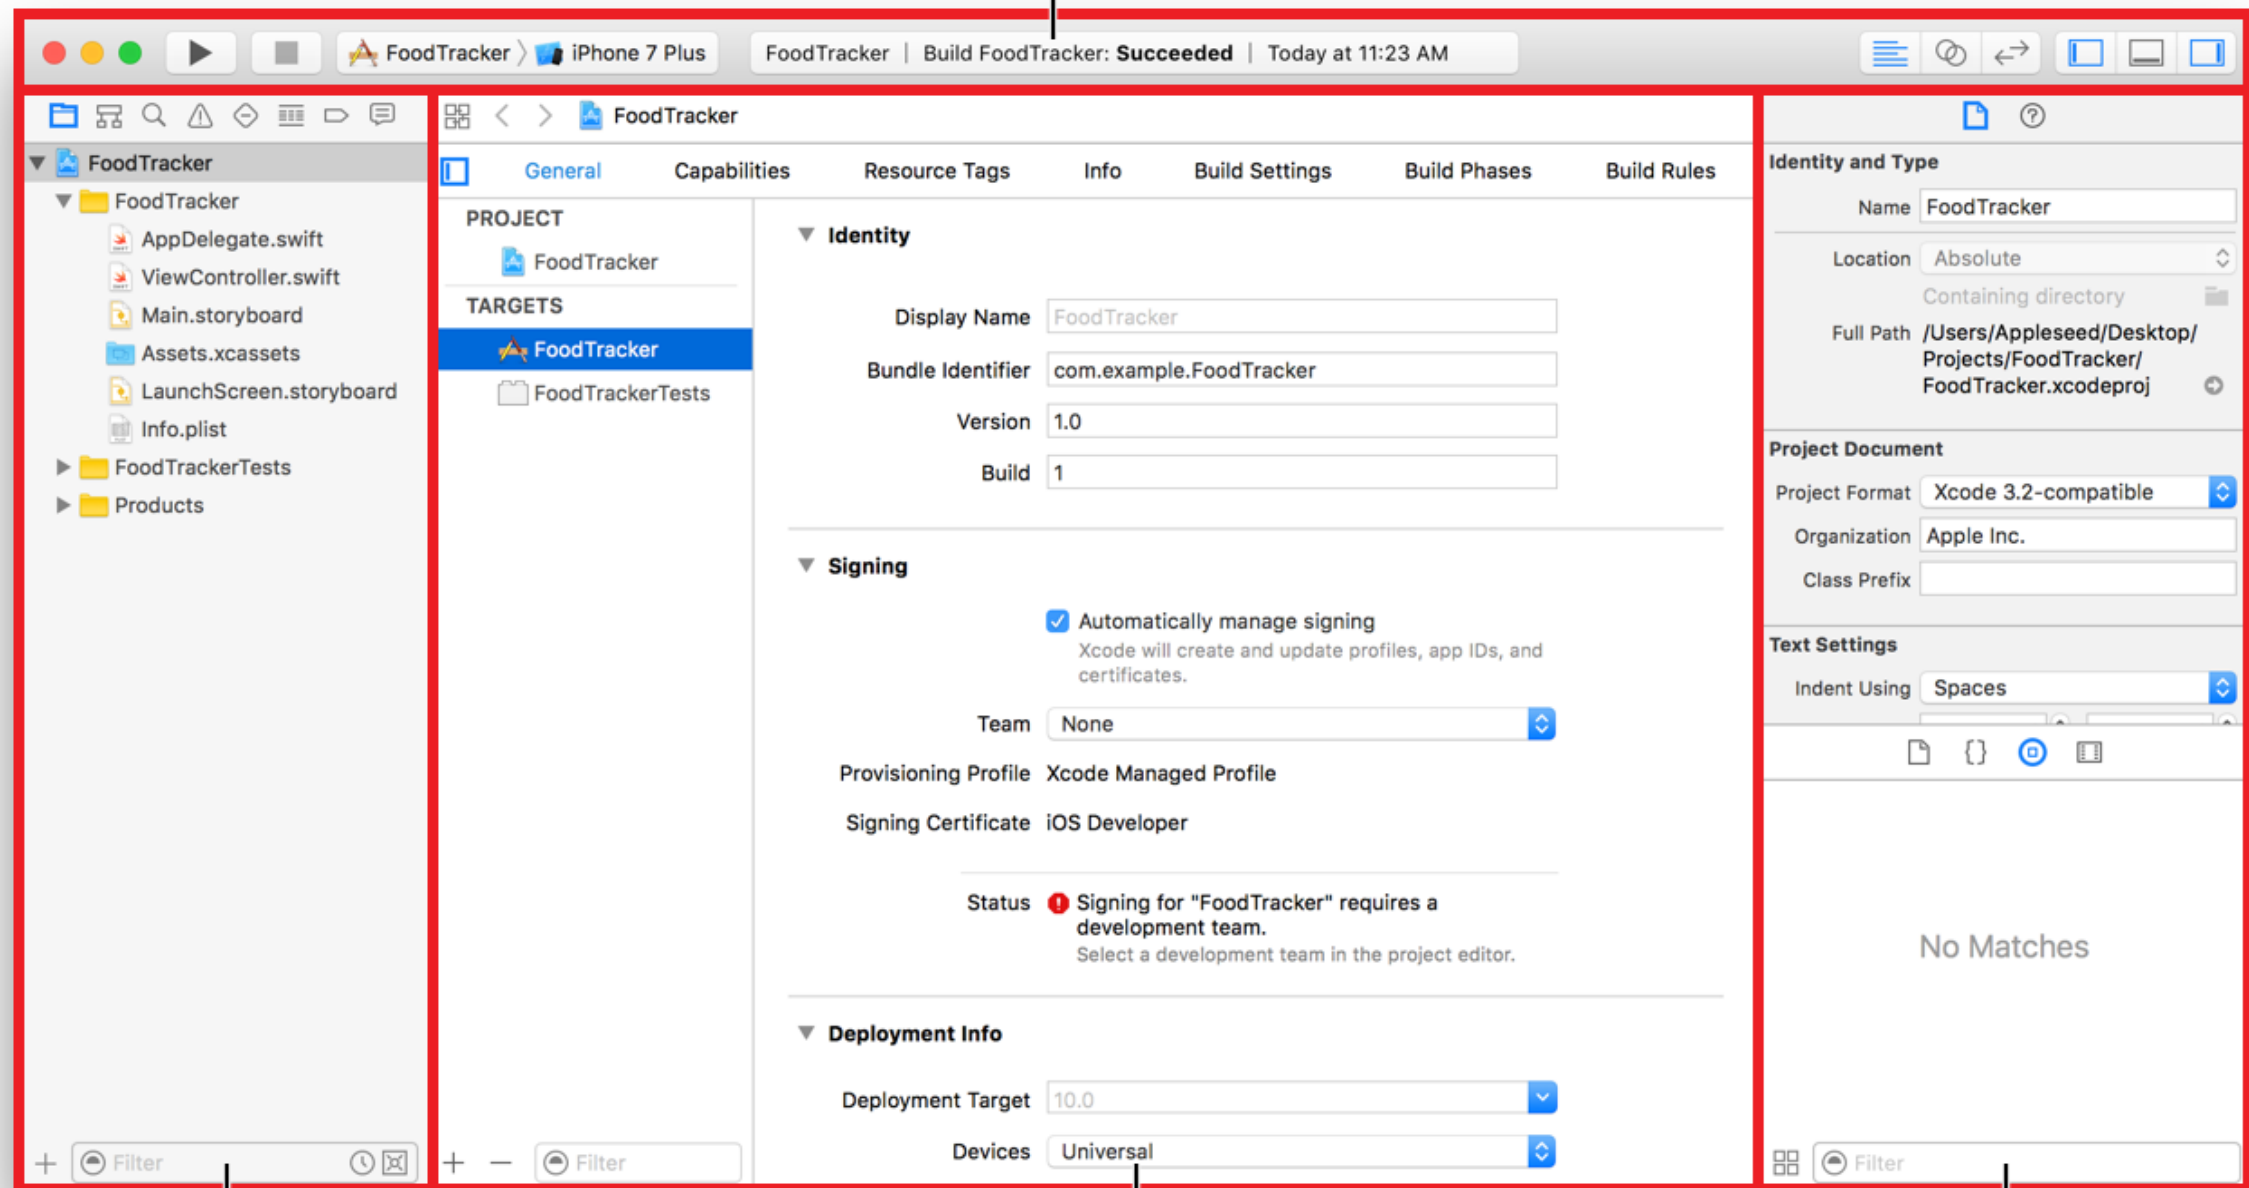 FoodTracker iPhone 7 Plus FoodTracker | Build FoodTracker: Succeeded | Today at 11:23 AM
FoodTracker
FoodTracker
AppDelegate.swift
ViewController.swift
Main.storyboard
Assets.xcassets
LaunchScreen.storyboard
Info.plist
FoodTrackerTests
Products
Filter
FoodTracker
General Capabilities Resource Tags Info Build Settings Build Phases Build Rules
PROJECT
FoodTracker
TARGETS
FoodTracker
FoodTrackerTests
Filter
Identity
Display Name FoodTracker
Bundle Identifier com.example.FoodTracker
Version 1.0
Build 1
Signing
Automatically manage signing
Xcode will create and update profiles, app IDs, and
certificates.
Team None
Provisioning Profile Xcode Managed Profile
Signing Certificate iOS Developer
Status Signing for "FoodTracker" requires a
development team.
Select a development team in the project editor.
Deployment Info
Deployment Target 10.0
Devices Universal
Identity and Type
Name FoodTracker
Location Absolute
Containing directory
Full Path /Users/Appleseed/Desktop/
Projects/FoodTracker/
FoodTracker.xcodeproj
Project Document
Project Format Xcode 3.2-compatible
Organization Apple Inc.
Class Prefix
Text Settings
Indent Using Spaces
No Matches
Filter